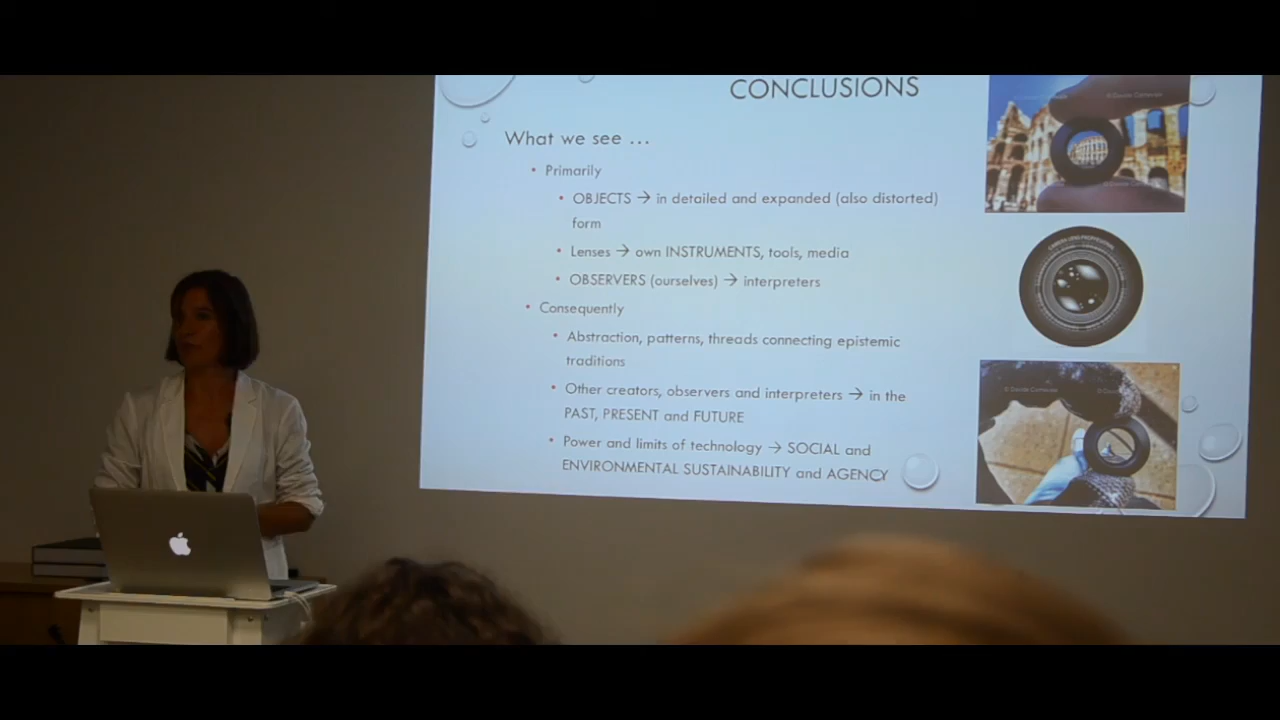 CONCLUSIONS
What we see ...
• Primarily
• OBJECTS → in detailed and expanded (also distorted)
form
• Lenses → own INSTRUMENTS, tools, media
• OBSERVERS (ourselves) → interpreters
• Consequently
• Abstraction, patterns, threads connecting epistemic
traditions
• Other creators, observers and interpreters → in the
PAST, PRESENT and FUTURE
• Power and limits of technology → SOCIAL and
ENVIRONMENTAL SUSTAINABILITY and AGENCY